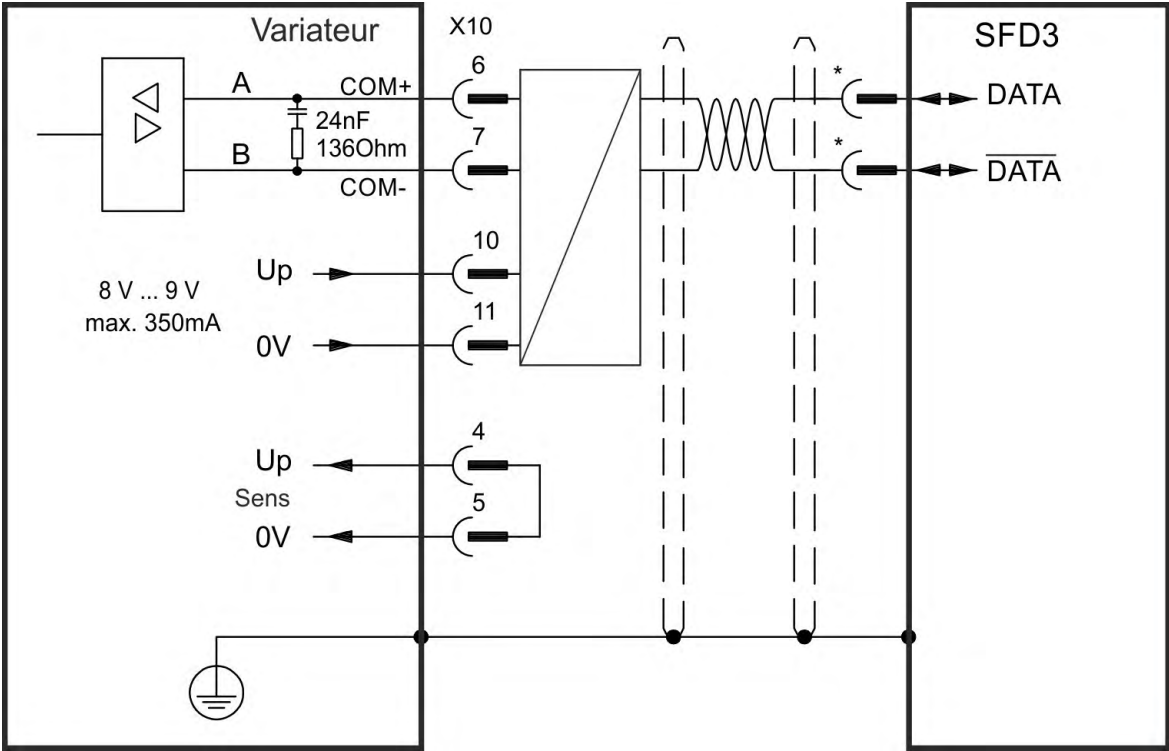 Variateur
X10
SFD3
6
*
A
COM+
DATA
24nF
136Ohm
7
*
B
COM-
DATA
10
Up
8 V ... 9 V
max. 350mA
11
0V
4
Up
Sens
5
0V